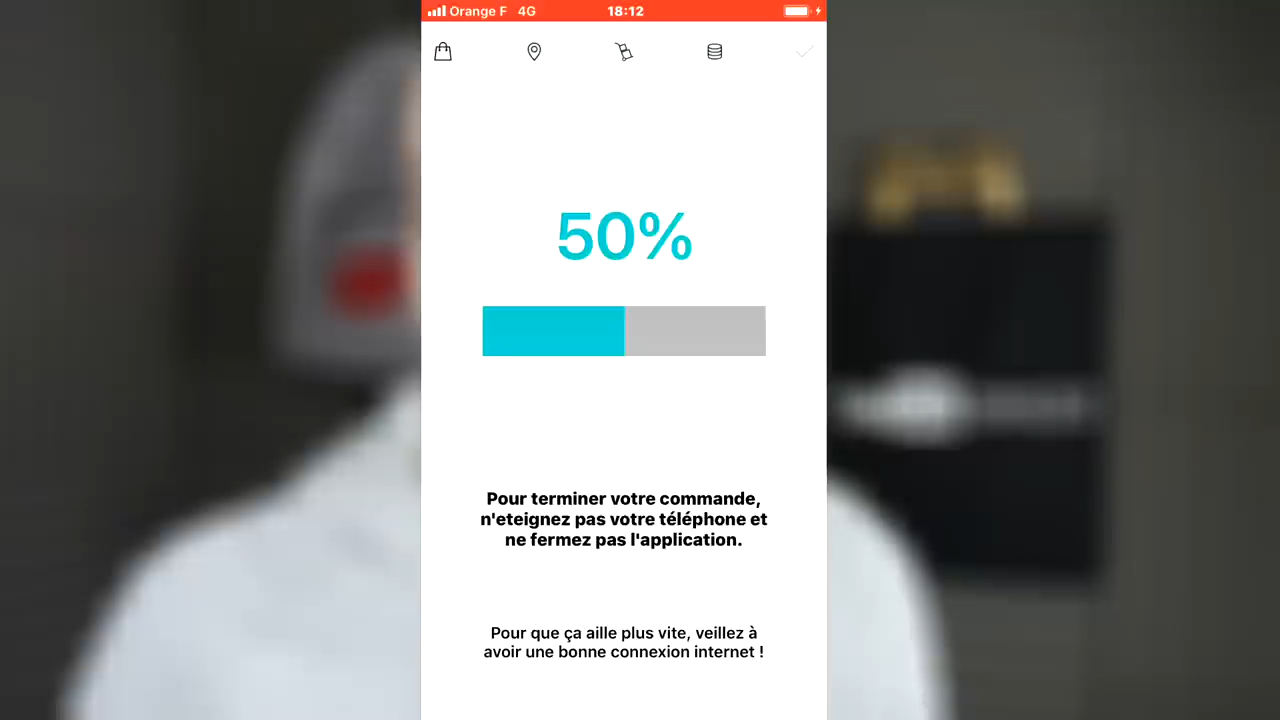 Orange F 4G 18:12
50%
Pour terminer votre commande,
n'eteignez pas votre téléphone et
ne fermez pas l'application.
Pour que ça aille plus vite, veillez à
avoir une bonne connexion internet !